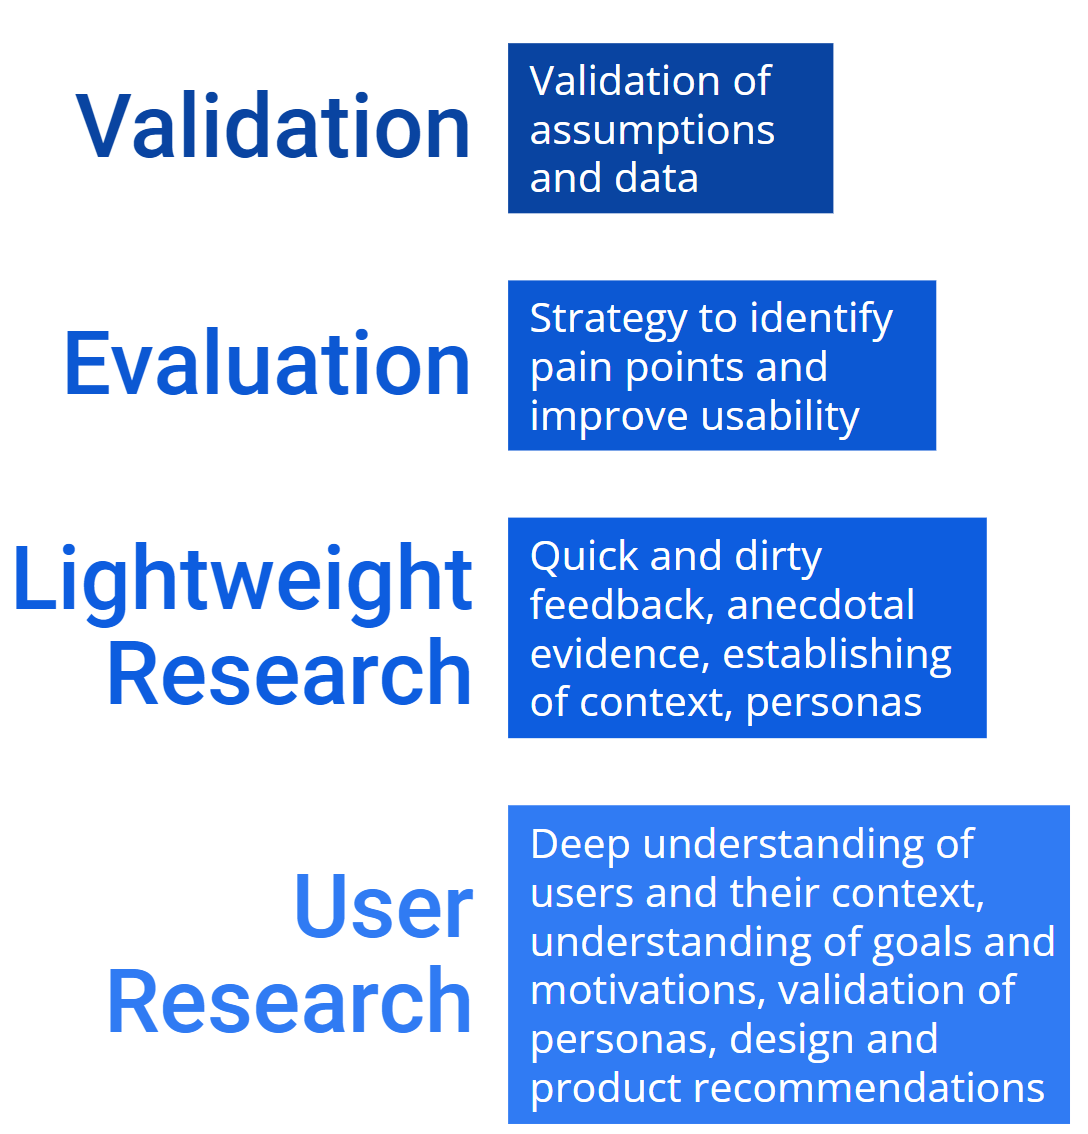 Validation
Validation of
assumptions
and data
Evaluation
Strategy to identify
pain points and
improve usability
Lightweight
Research
Quick and dirty
feedback, anecdotal
evidence, establishing
of context, personas
User
Research
Deep understanding of
users and their context,
understanding of goals and
motivations, validation of
personas, design and
product recommendations